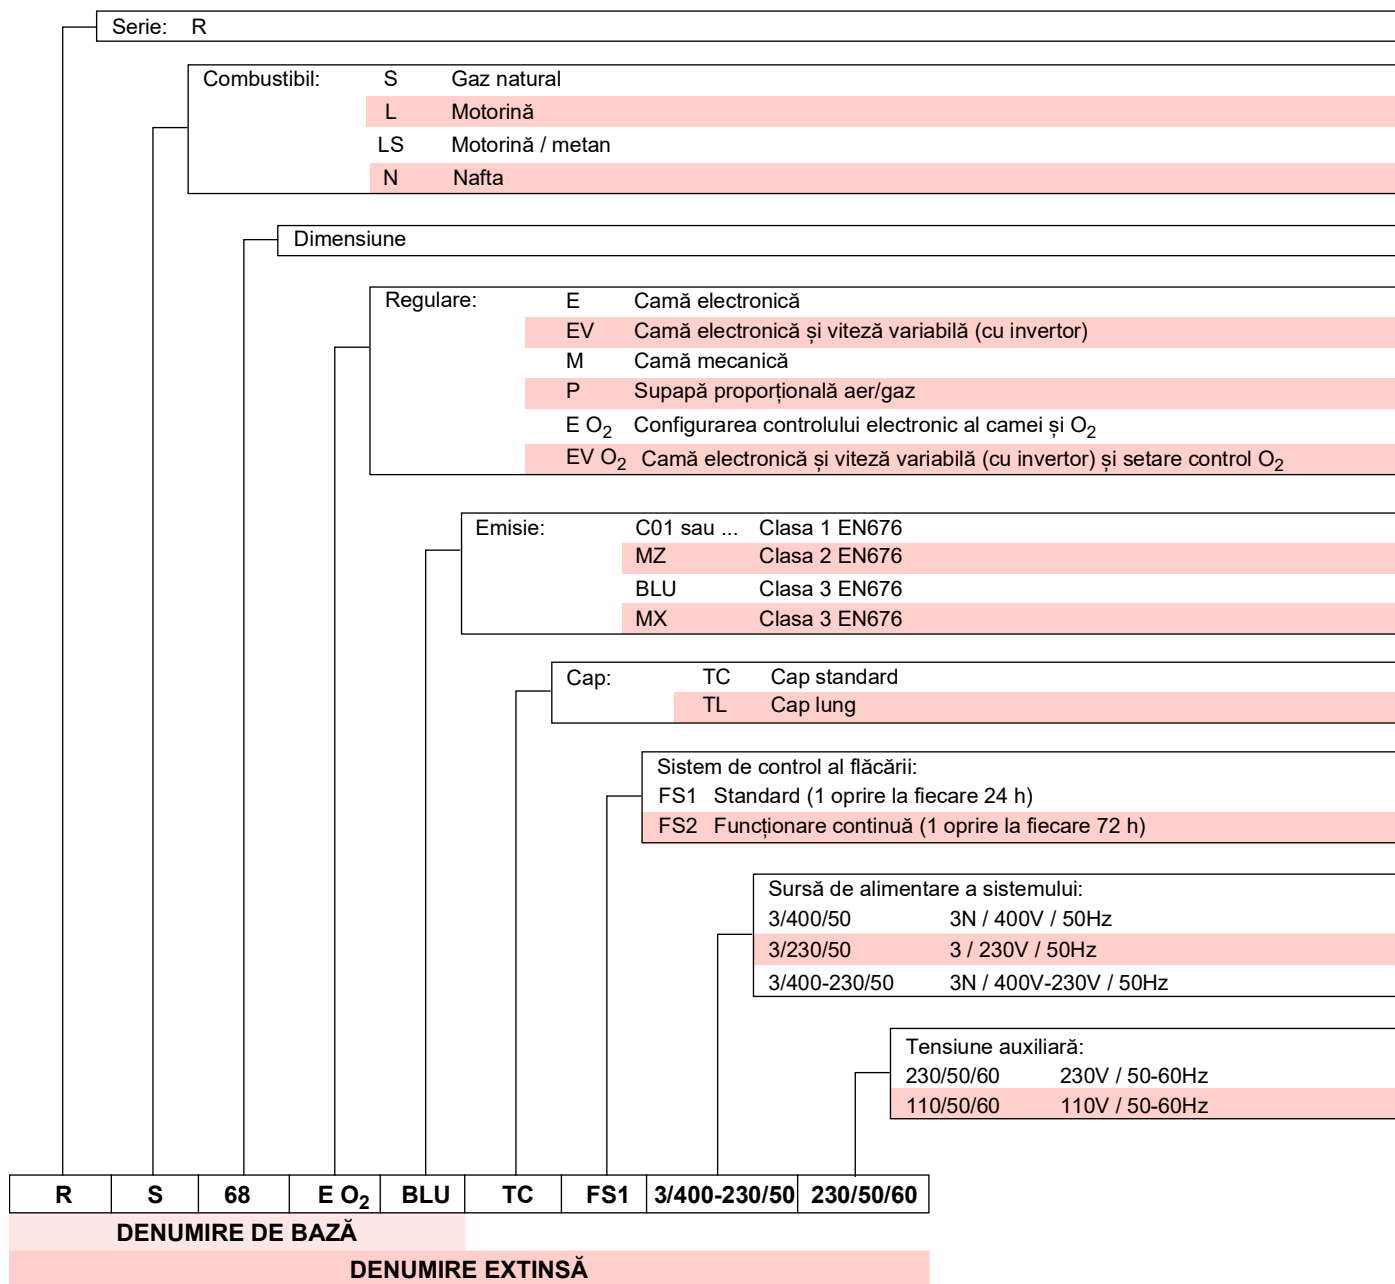 Serie: R
Combustibil: S Gaz natural
L Motorină
LS Motorină / metan
N Nafta
Dimensiune
Regulare: E Camă electronică
EV Camă electronică și viteză variabilă (cu invertor)
M Camă mecanică
P Supapă proporțională aer/gaz
E O2 Configurarea controlului electronic al camei și O2
EV O2 Camă electronică și viteză variabilă (cu invertor) și setare control O2
Emisie: C01 sau ... Clasa 1 EN676
MZ Clasa 2 EN676
BLU Clasa 3 EN676
MX Clasa 3 EN676
Cap: TC Cap standard
TL Cap lung
Sistem de control al flăcării:
FS1 Standard (1 oprire la fiecare 24 h)
FS2 Funcționare continuă (1 oprire la fiecare 72 h)
Sursă de alimentare a sistemului:
3/400/50 3N / 400V / 50Hz
3/230/50 3 / 230V / 50Hz
3/400-230/50 3N / 400V-230V / 50Hz
Tensiune auxiliară:
230/50/60 230V / 50-60Hz
110/50/60 110V / 50-60Hz
R S 68 E O2 BLU TC FS1 3/400-230/50 230/50/60
DENUMIRE DE BAZĂ
DENUMIRE EXTINSĂ